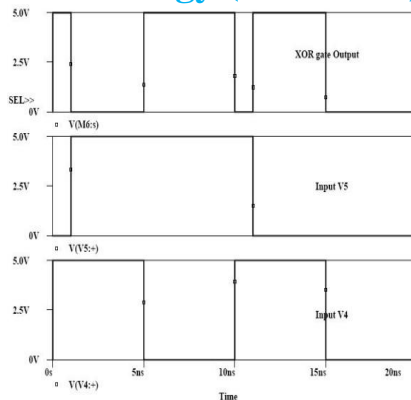 5.0V
XOR gate Output
2.5V
SEL>>
0V
V(M6:s)
5.0V
2.5V
Input V5
0V
V(V5:+)
5.0V
2.5V
Input V4
0V
0s 5ns 10ns 15ns 20ns
V(V4:+)
Time